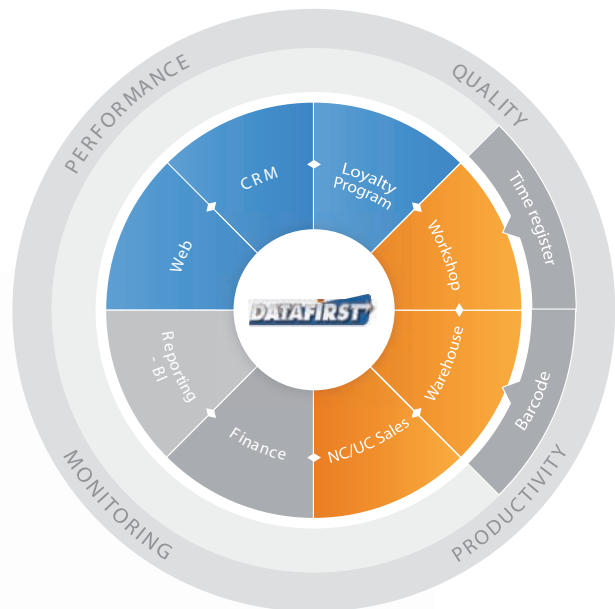 PERFORMANCE
QUALITY
CRM
Loyalty
Program
Time register
Web
Workshop
DATAFIRST
Reporting
- BI
Warehouse
Barcode
Finance
NC/UC Sales
MONITORING
PRODUCTIVITY